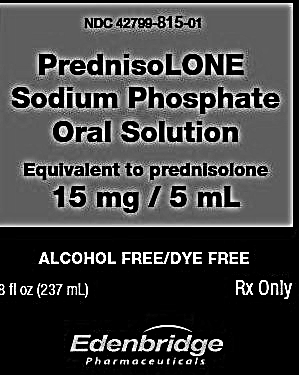 NDC 42799-815-01
PrednisoLONE
Sodium Phosphate
Oral Solution
Equivalent to prednisolone
15 mg / 5 mL
ALCOHOL FREE/DYE FREE
8 fl oz (237 mL) Rx Only
Edenbridge
Pharmaceuticals